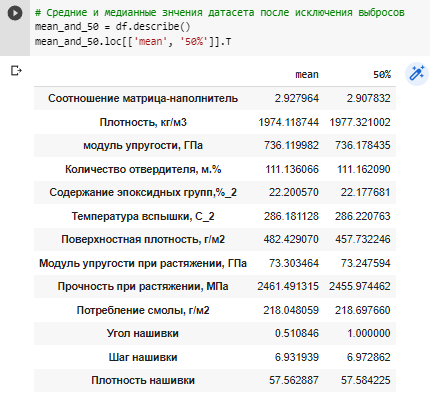 # Средние и медианные знчения датасета после исключения выбросов
mean_and_50 = df.describe()
mean_and_50.loc[['mean', '50%']].T
mean 50%
Соотношение матрица-наполнитель 2.927964 2.907832
Плотность, кг/м3 1974.118744 1977.321002
модуль упругости, ГПа 736.119982 736.178435
Количество отвердителя, м.% 111.136066 111.162090
Содержание эпоксидных групп,%_2 22.200570 22.177681
Температура вспышки, С_2 286.181128 286.220763
Поверхностная плотность, г/м2 482.429070 457.732246
Модуль упругости при растяжении, ГПа 73.303464 73.247594
Прочность при растяжении, МПа 2461.491315 2455.974462
Потребление смолы, г/м2 218.048059 218.697660
Угол нашивки 0.510846 1.000000
Шаг нашивки 6.931939 6.972862
Плотность нашивки 57.562887 57.584225